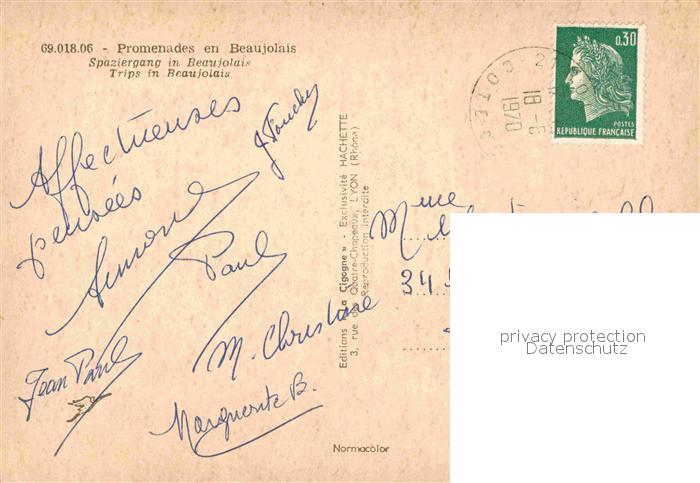 69.018.06 - Promenades en Beaujolais
Spaziergang in Beaujolais
Trips in Beaujolais
Affectueuses
pensées
Simone
Paul
Jean Paul
M. Christiane
Marguerite B.
Editions « La Cigogne » - Exclusivité HACHETTE
3, rue des Quatre-Chapeaux, LYON (Rhône)
Reproduction interdite
Normacolor
18-8
1970
0,30
POSTES
REPUBLIQUE FRANÇAISE
Mme
34
privacy protection
Datenschutz